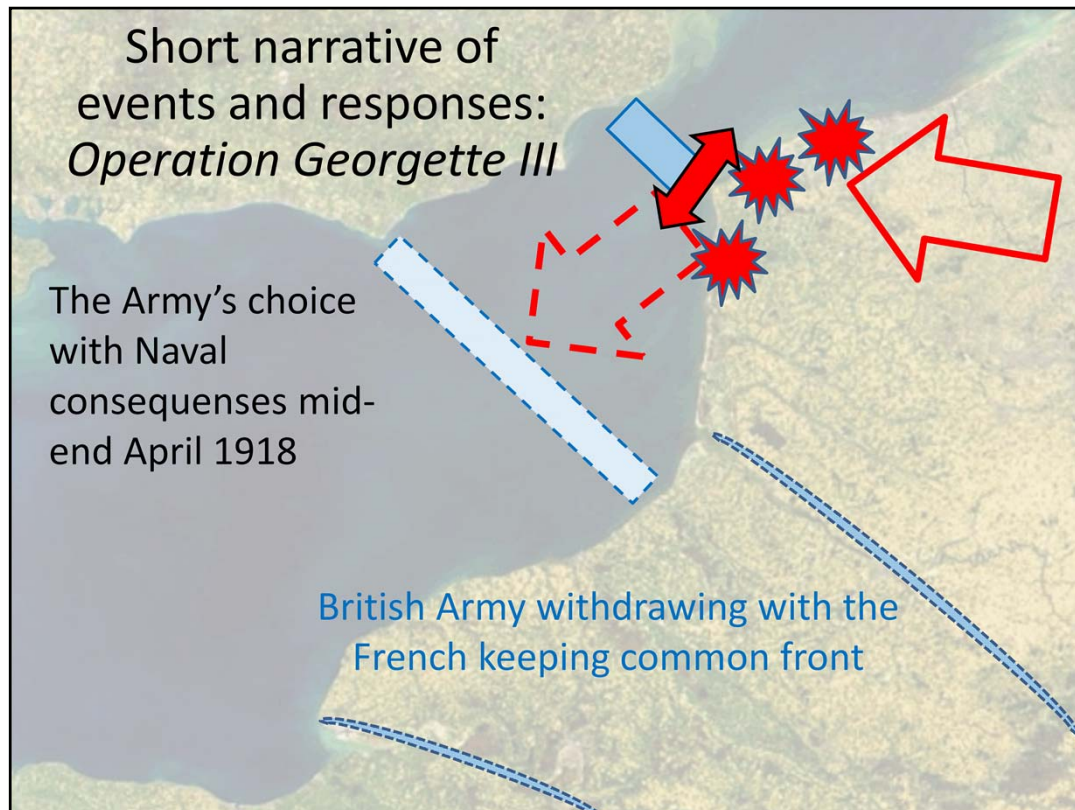 Short narrative of
events and responses:
Operation Georgette III
The Army’s choice
with Naval
consequenses mid-
end April 1918
British Army withdrawing with the
French keeping common front